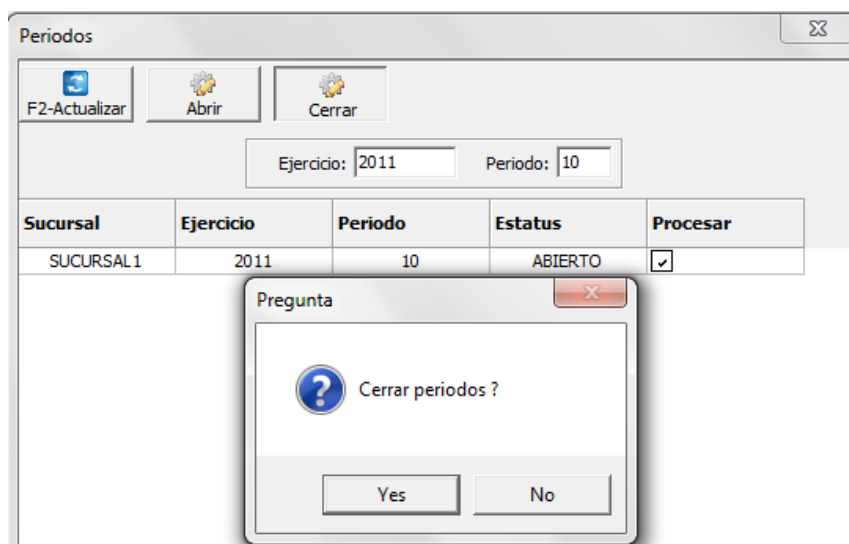 Periodos
F2-Actualizar Abrir Cerrar
Ejercicio: 2011 Periodo: 10
Sucursal Ejercicio Periodo Estatus Procesar
SUCURSAL1 2011 10 ABIERTO
Pregunta
Cerrar periodos ?
Yes No